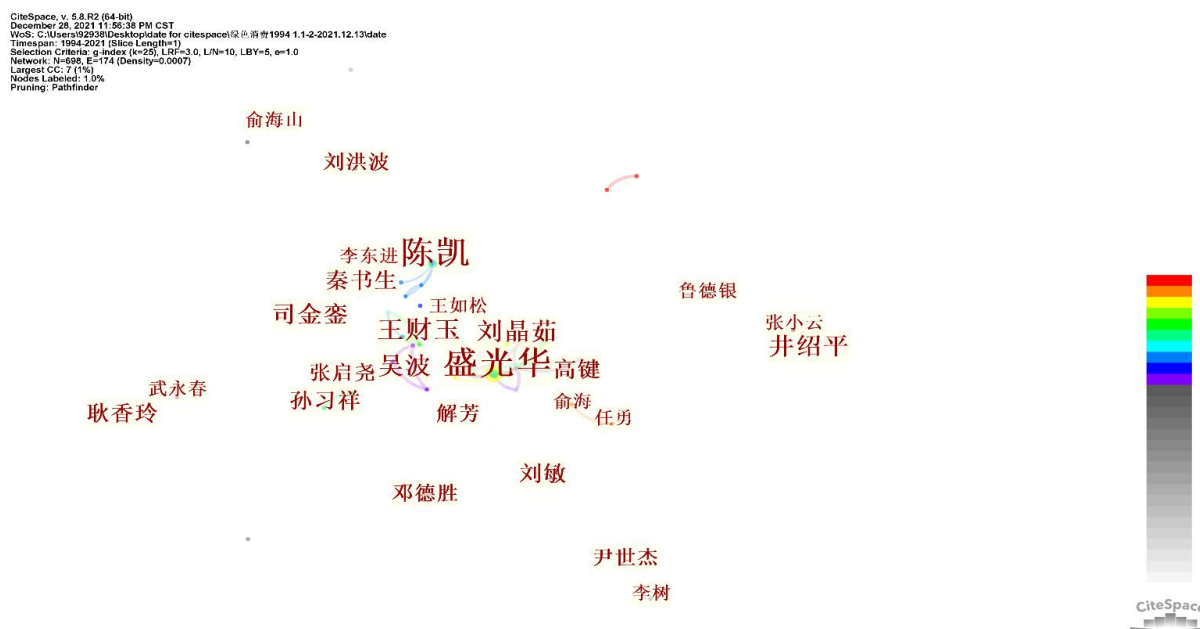 CiteSpace, v. 5.8.R2 (64-bit)
December 28, 2021 11:56:38 PM CST
WoS: C:\Users\92938\Desktop\date for citespace\绿色消费1994 1.1-2-2021.12.13\date
Timespan: 1994-2021 (Slice Length=1)
Selection Criteria: g-index (k=25), LRF=3.0, L/N=10, LBY=5, e=1.0
Network: N=698, E=174 (Density=0.0007)
Largest CC: 7 (1%)
Nodes Labeled: 1.0%
Pruning: Pathfinder
俞海山
刘洪波
李东进
陈凯
秦书生
鲁德银
王如松
司金銮
张小云
王财玉
刘晶茹
井绍平
吴波
盛光华
高键
张启尧
武永春
孙习祥
俞海
耿香玲
解芳
任勇
刘敏
邓德胜
尹世杰
李树
CiteSpac